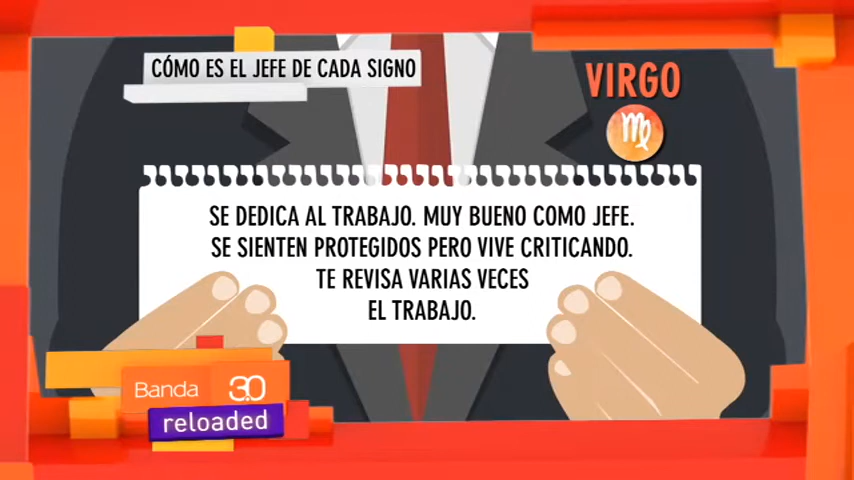 CÓMO ES EL JEFE DE CADA SIGNO
VIRGO
SE DEDICA AL TRABAJO. MUY BUENO COMO JEFE.
SE SIENTEN PROTEGIDOS PERO VIVE CRITICANDO.
TE REVISA VARIAS VECES
EL TRABAJO.
Banda 3.0
reloaded